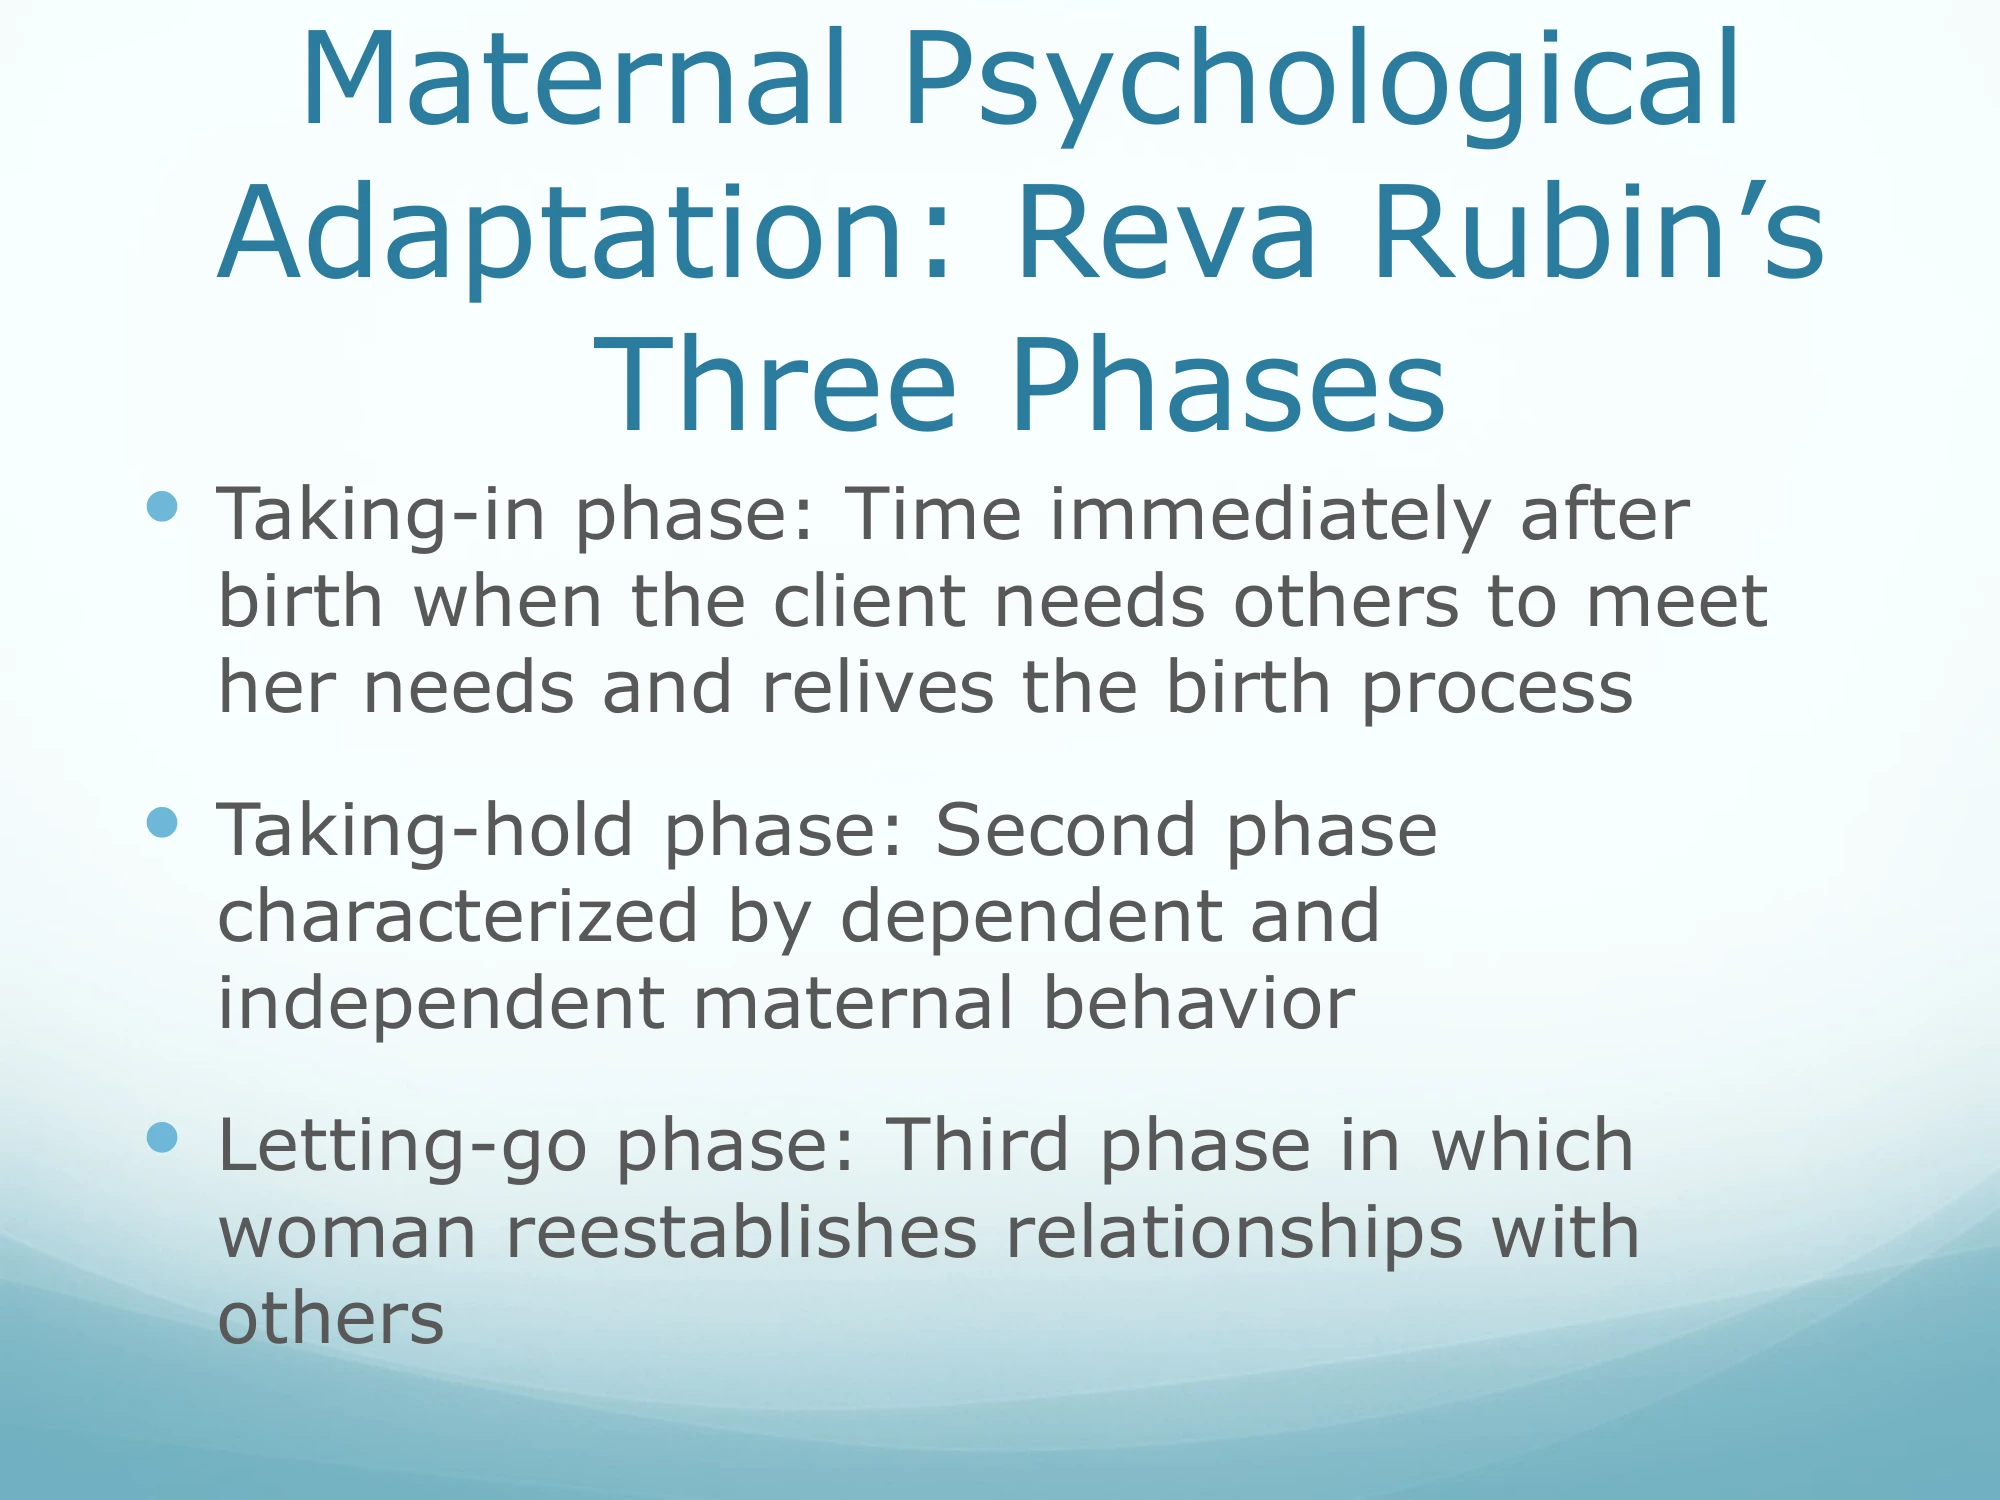 Maternal Psychological
Adaptation: Reva Rubin’s
Three Phases
• Taking-in phase: Time immediately after
birth when the client needs others to meet
her needs and relives the birth process
• Taking-hold phase: Second phase
characterized by dependent and
independent maternal behavior
• Letting-go phase: Third phase in which
woman reestablishes relationships with
others